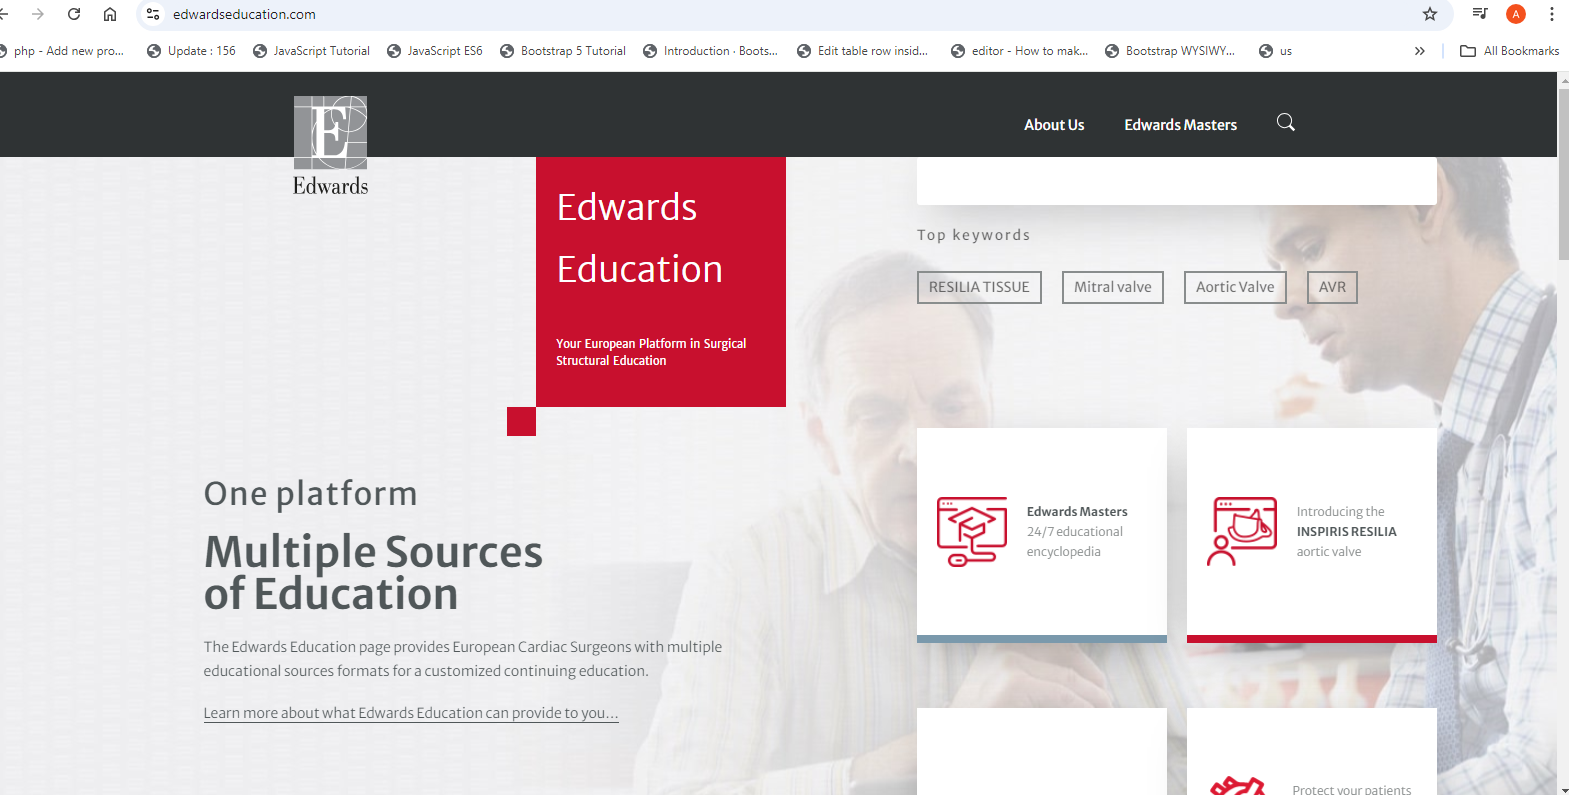 edwardseducation.com
A
php - Add new pro...
Update : 156
JavaScript Tutorial
JavaScript ES6
Bootstrap 5 Tutorial
Introduction · Boots...
Edit table row insid...
editor - How to mak...
Bootstrap WYSIWY...
us
All Bookmarks
E
Edwards
About Us
Edwards Masters
Edwards
Education
Your European Platform in Surgical
Structural Education
Top keywords
RESILIA TISSUE
Mitral valve
Aortic Valve
AVR
One platform
Multiple Sources
of Education
The Edwards Education page provides European Cardiac Surgeons with multiple
educational sources formats for a customized continuing education.
Learn more about what Edwards Education can provide to you...
Edwards Masters
24/7 educational
encyclopedia
Introducing the
INSPIRIS RESILIA
aortic valve
Protect your patients